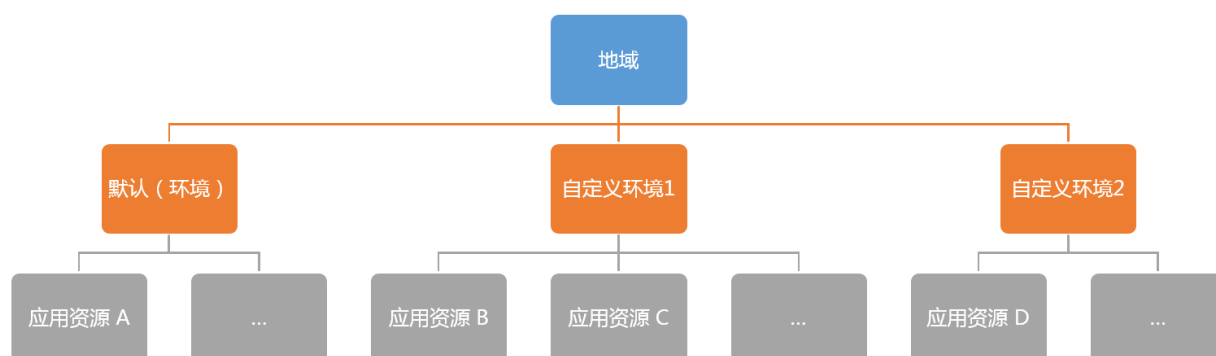 地域
默认（环境）
自定义环境1
自定义环境2
应用资源 A
...
应用资源 B
应用资源 C
...
应用资源 D
...